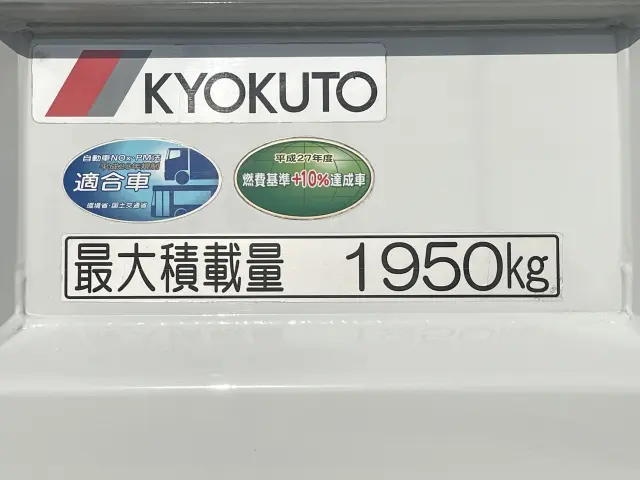 KYOKUTO
自動車NOx・PM法
適合車
環境省・国土交通省
平成27年度
燃費基準+10%達成車
最大積載量 1950kg